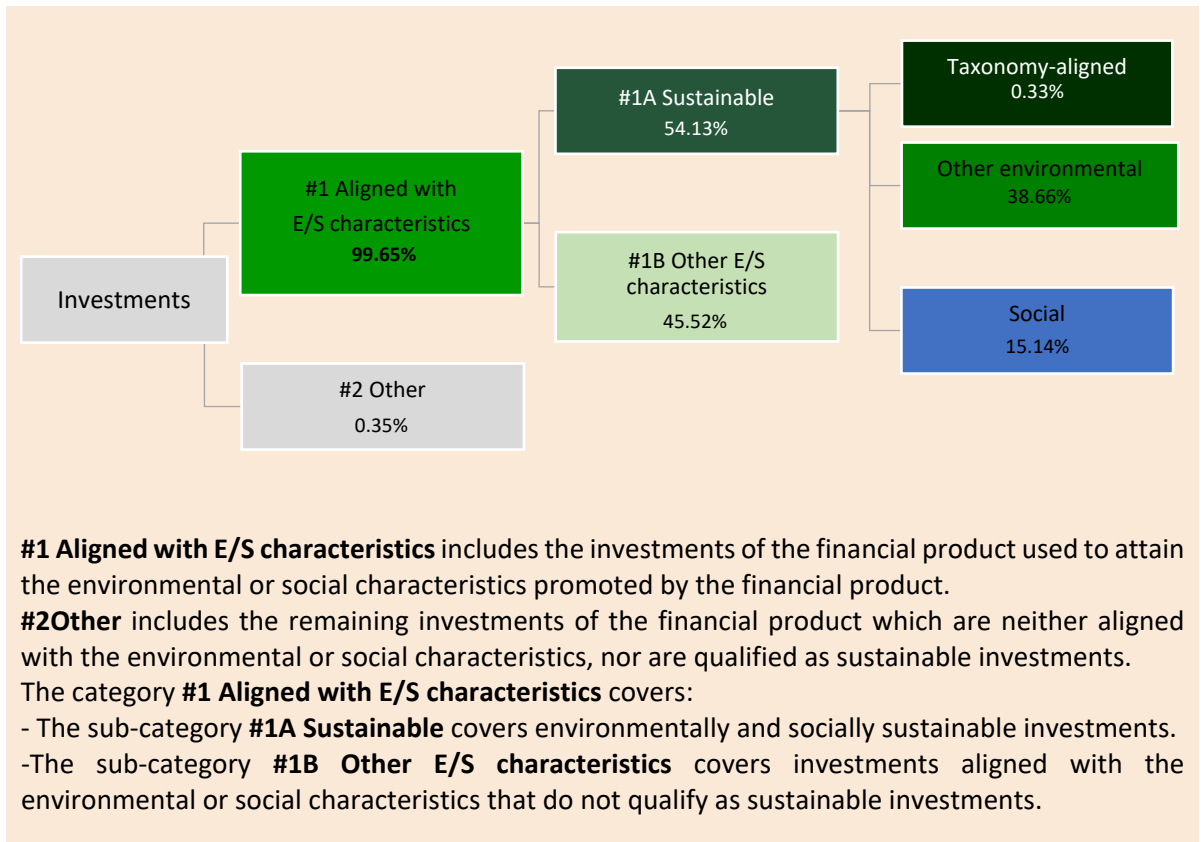 Investments
#1 Aligned with
E/S characteristics
99.65%
#2 Other
0.35%
#1A Sustainable
54.13%
#1B Other E/S
characteristics
45.52%
Taxonomy-aligned
0.33%
Other environmental
38.66%
Social
15.14%
#1 Aligned with E/S characteristics includes the investments of the financial product used to attain
the environmental or social characteristics promoted by the financial product.
#2Other includes the remaining investments of the financial product which are neither aligned
with the environmental or social characteristics, nor are qualified as sustainable investments.
The category #1 Aligned with E/S characteristics covers:
- The sub-category #1A Sustainable covers environmentally and socially sustainable investments.
-The sub-category #1B Other E/S characteristics covers investments aligned with the
environmental or social characteristics that do not qualify as sustainable investments.